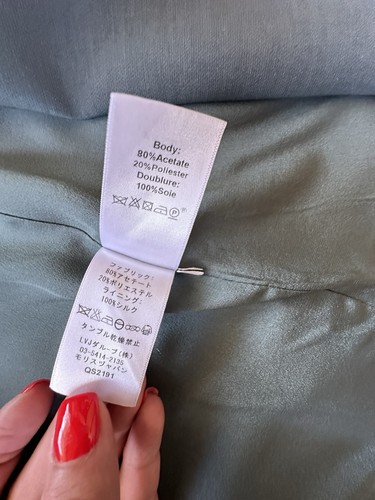 Body:
80%Acetate
20%Poliester
Doublure:
100%Soie
P
ファブリック:
80%アセテート
20%ポリエステル
ライニング:
100%シルク
タンブル乾燥禁止
I.VJグループ(株)
03-5414-2135
モリスヅャパン
QS2191